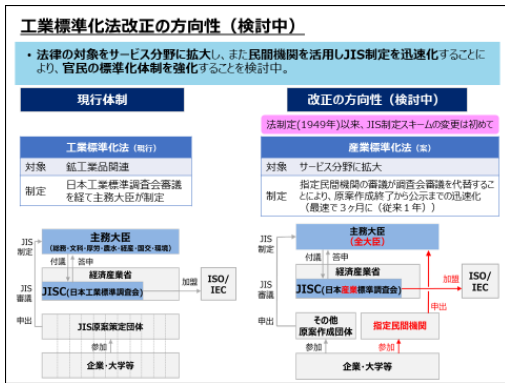 工業標準化法改正の方向性（検討中）
・法律の対象をサービス分野に拡大し、また民間機関を活用しJIS制定を迅速化することに
より、官民の標準化体制を強化することを検討中。
現行体制
改正の方向性（検討中）
法制定(1949年)以来、JIS制定スキームの変更は初めて
工業標準化法（現行）
対象 鉱工業品関連
制定 日本工業標準調査会審議
を経て主務大臣が制定
産業標準化法（案）
対象 サービス分野に拡大
制定 指定民間機関の審議が調査会審議を代替するこ
とにより、原案作成終了から公示までの迅速化
（最速で３ヶ月に（従来１年））
JIS
制定
主務大臣
(総務・文科・厚労・農水・経産・国交・環境)
付議 答申
経済産業省
JIS
審議
JISC(日本工業標準調査会)
加盟
ISO/
IEC
申出
JIS原案策定団体
参加
企業・大学等
JIS
制定
主務大臣
(全大臣)
付議 答申
経済産業省
加盟
JIS
審議
JISC(日本産業標準調査会)
ISO/
IEC
申出
申出
その他
原案作成団体
指定民間機関
参加
参加
企業・大学等